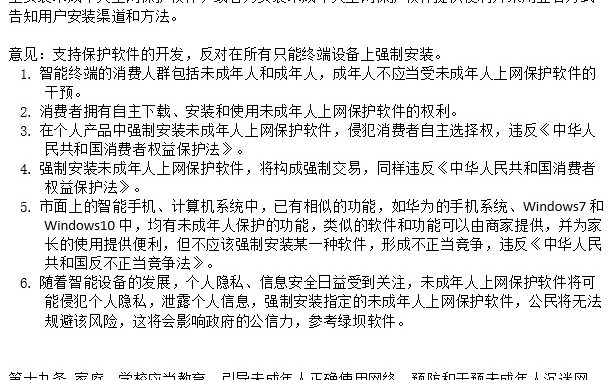 告知用户安装渠道和方法。
意见：支持保护软件的开发，反对在所有只能终端设备上强制安装。
1. 智能终端的消费人群包括未成年人和成年人，成年人不应当受未成年人上网保护软件的
干预。
2. 消费者拥有自主下载、安装和使用未成年人上网保护软件的权利。
3. 在个人产品中强制安装未成年人上网保护软件，侵犯消费者自主选择权，违反《中华人
民共和国消费者权益保护法》。
4. 强制安装未成年人上网保护软件，将构成强制交易，同样违反《中华人民共和国消费者
权益保护法》。
5. 市面上的智能手机、计算机系统中，已有相似的功能，如华为的手机系统、Windows7 和
Windows10 中，均有未成年人保护的功能，类似的软件和功能可以由商家提供，并为家
长的使用提供便利，但不应该强制安装某一种软件，形成不正当竞争，违反《中华人民
共和国反不正当竞争法》。
6. 随着智能设备的发展，个人隐私、信息安全日益受到关注，未成年人上网保护软件将可
能侵犯个人隐私，泄露个人信息，强制安装指定的未成年人上网保护软件，公民将无法
规避该风险，这将会影响政府的公信力，参考绿坝软件。
第十九条 家庭、学校应当教育、引导未成年人正确使用网络，预防和干预未成年人沉迷网